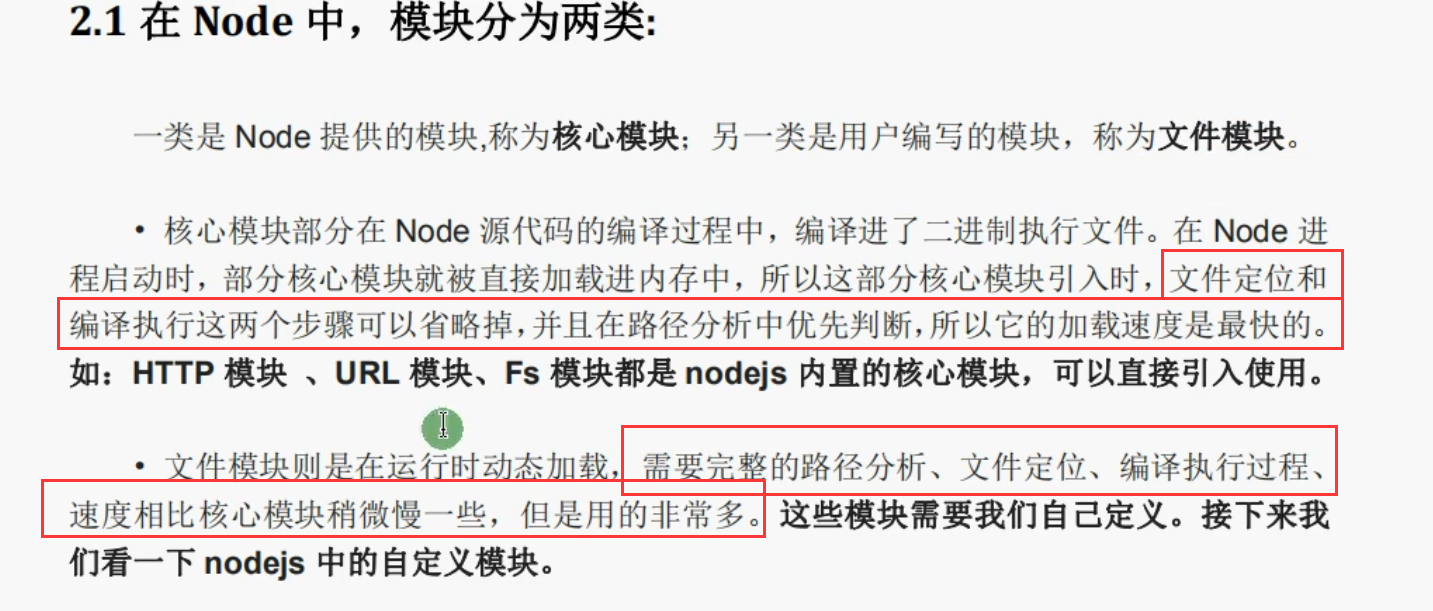 2.1 在 Node 中，模块分为两类:
一类是 Node 提供的模块,称为核心模块；另一类是用户编写的模块，称为文件模块。
• 核心模块部分在 Node 源代码的编译过程中，编译进了二进制执行文件。在 Node 进
程启动时，部分核心模块就被直接加载进内存中，所以这部分核心模块引入时，文件定位和
编译执行这两个步骤可以省略掉，并且在路径分析中优先判断，所以它的加载速度是最快的。
如：HTTP 模块 、URL 模块、Fs 模块都是 nodejs 内置的核心模块，可以直接引入使用。
• 文件模块则是在运行时动态加载，需要完整的路径分析、文件定位、编译执行过程、
速度相比核心模块稍微慢一些，但是用的非常多。这些模块需要我们自己定义。接下来我
们看一下 nodejs 中的自定义模块。